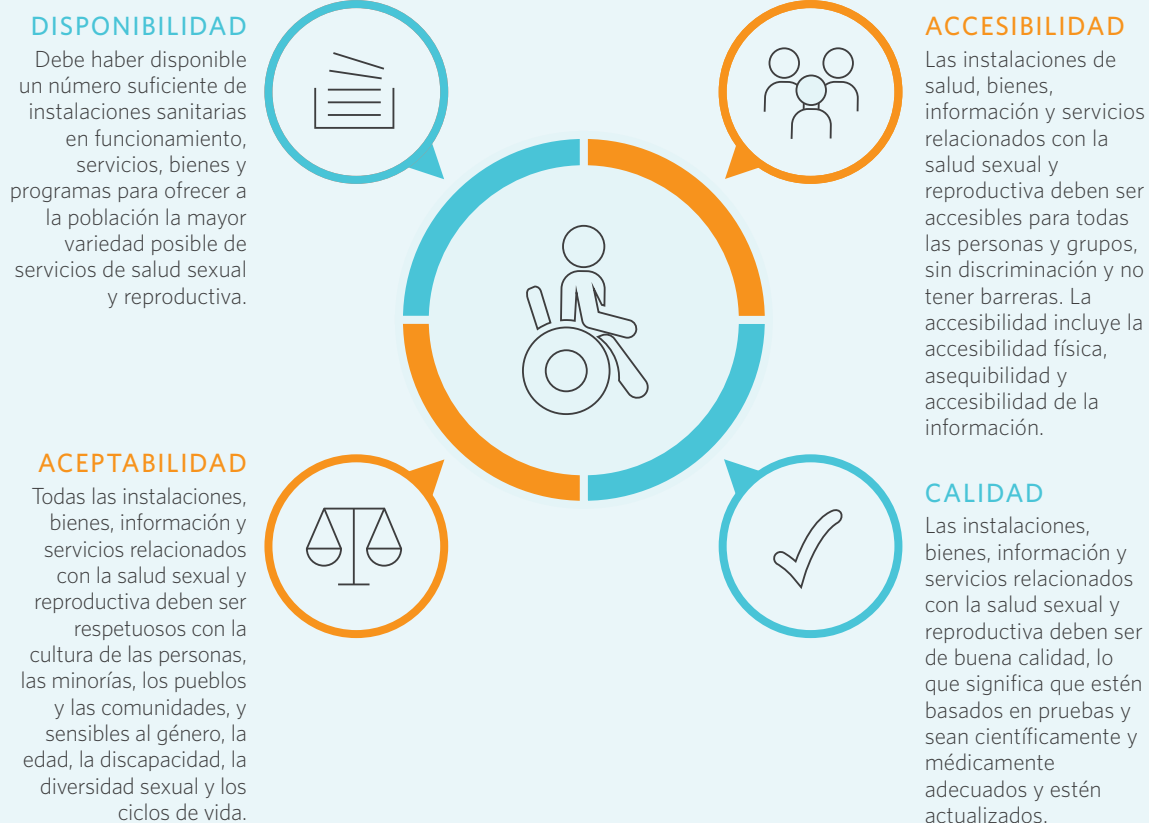 DISPONIBILIDAD
Debe haber disponible
un número suficiente de
instalaciones sanitarias
en funcionamiento,
servicios, bienes y
programas para ofrecer a
la población la mayor
variedad posible de
servicios de salud sexual
y reproductiva.
ACCESIBILIDAD
Las instalaciones de
salud, bienes,
información y servicios
relacionados con la
salud sexual y
reproductiva deben ser
accesibles para todas
las personas y grupos,
sin discriminación y no
tener barreras. La
accesibilidad incluye la
accesibilidad física,
asequibilidad y
accesibilidad de la
información.
ACEPTABILIDAD
Todas las instalaciones,
bienes, información y
servicios relacionados
con la salud sexual y
reproductiva deben ser
respetuosos con la
cultura de las personas,
las minorías, los pueblos
y las comunidades, y
sensibles al género, la
edad, la discapacidad, la
diversidad sexual y los
ciclos de vida.
CALIDAD
Las instalaciones,
bienes, información y
servicios relacionados
con la salud sexual y
reproductiva deben ser
de buena calidad, lo
que significa que estén
basados en pruebas y
sean científicamente y
médicamente
adecuados y estén
actualizados.